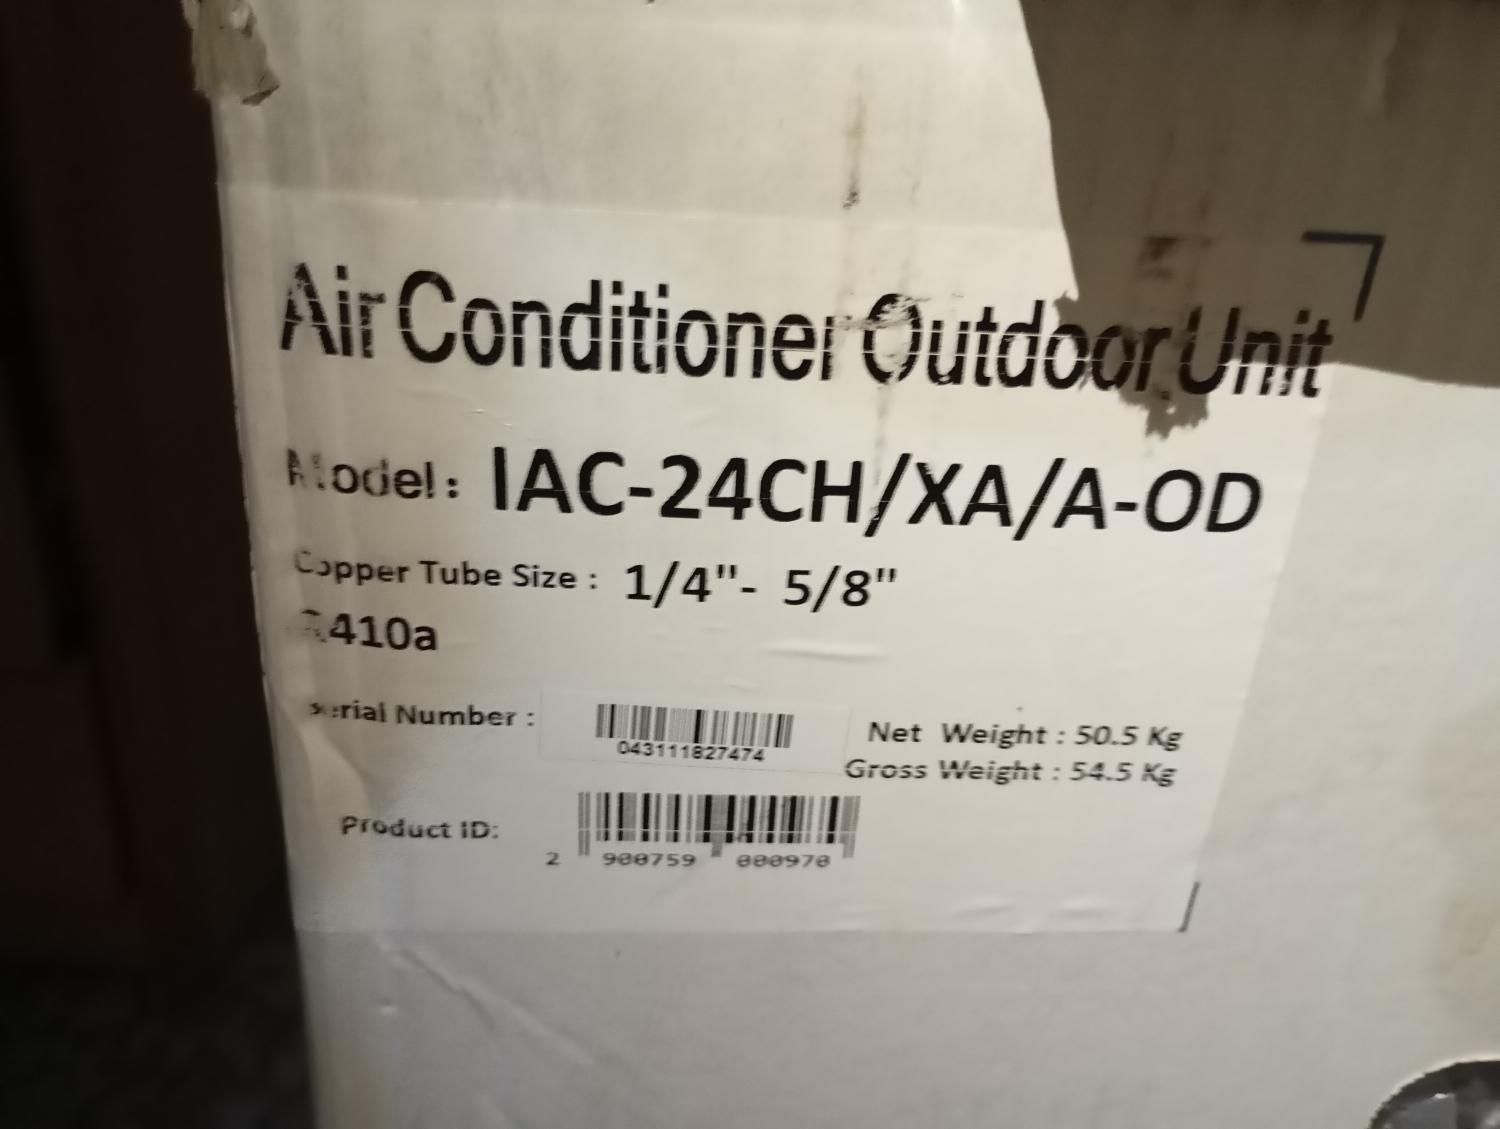 Air Conditioner Outdoor Unit
Model: IAC-24CH/XA/A-OD
Copper Tube Size : 1/4"- 5/8"
R410a
Serial Number :
043111827474
Net Weight : 50.5 Kg
Gross Weight : 54.5 Kg
Product ID:
2 900759 000970